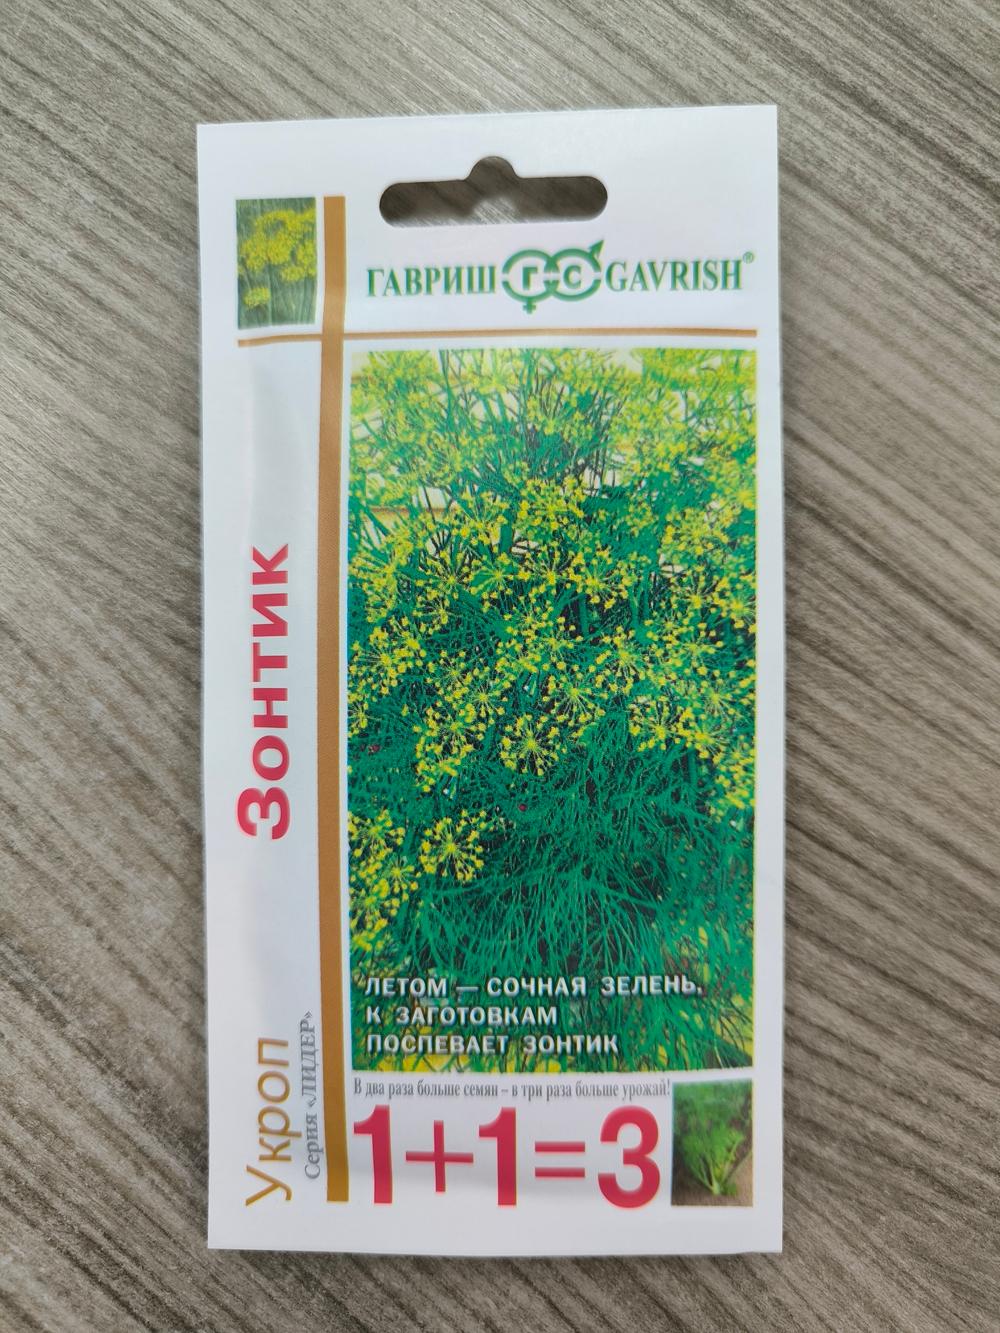 ГАВРИШ Г С GAVRISH®
Укроп
Зонтик
Серия «ЛИДЕР»
ЛЕТОМ — СОЧНАЯ ЗЕЛЕНЬ,
К ЗАГОТОВКАМ
ПОСПЕВАЕТ ЗОНТИК
В два раза больше семян – в три раза больше урожай!
1+1=3